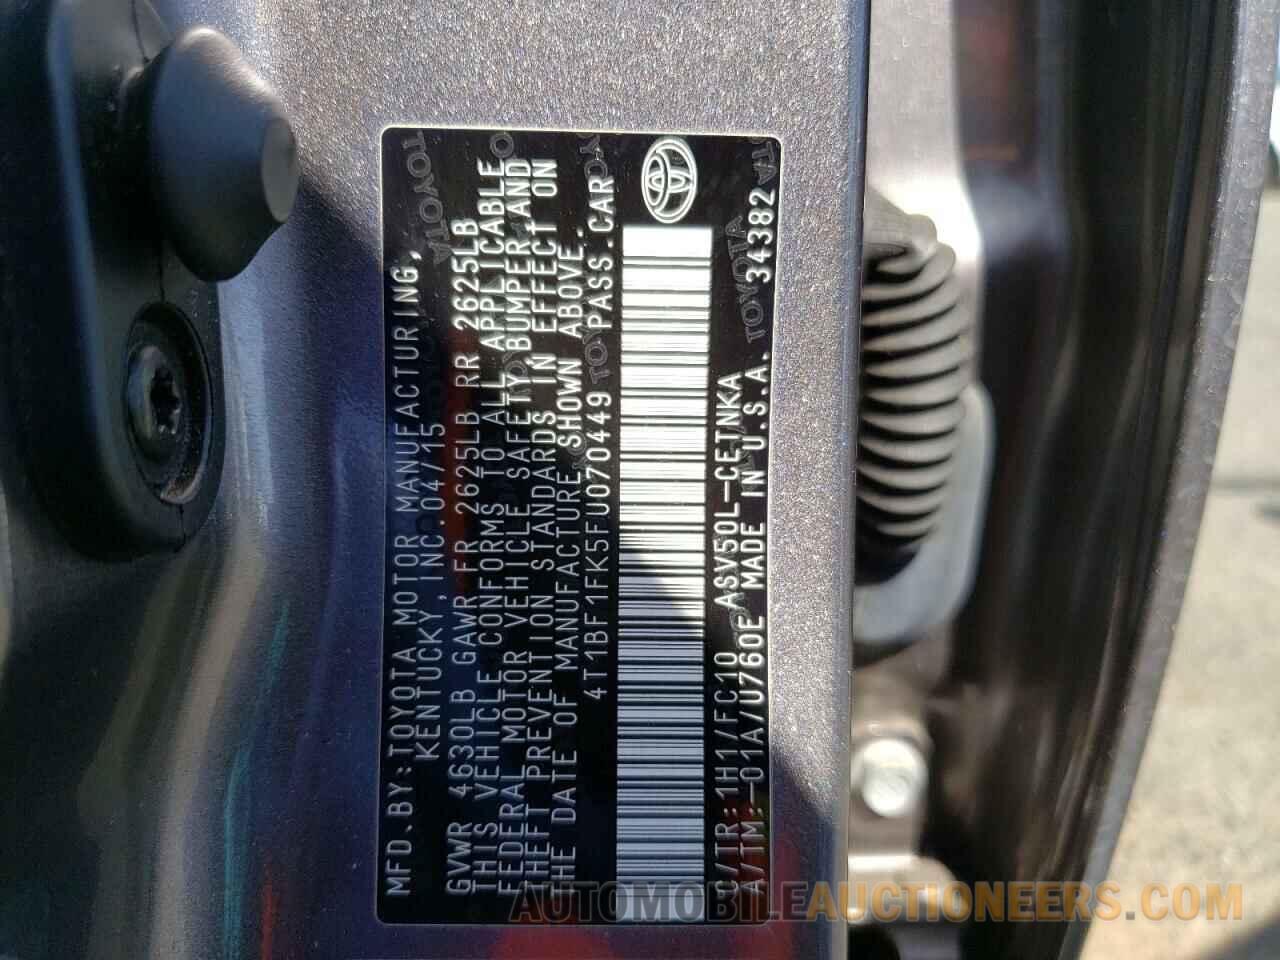 MFD.BY:TOYOTA MOTOR MANUFACTURING,
KENTUCKY,INC.04/15
GVWR 4630LB GAWR FR 2625LB RR 2625LB
THIS VEHICLE CONFORMS TO ALL APPLICABLE
FEDERAL MOTOR VEHICLE SAFETY,BUMPER AND
THEFT PREVENTION STANDARDS IN EFFECT ON
THE DATE OF MANUFACTURE SHOWN ABOVE.
4T1BF1FK5FU070449 PASS.CAR
C/TR:1H1/FC10 ASV50L-CETNKA
A/TM:-01A/U760E MADE IN U.S.A. 34382
TOYOTA
TOYOTA
TOYOTA
AUTOMOBILEAUCTIONEERS.COM